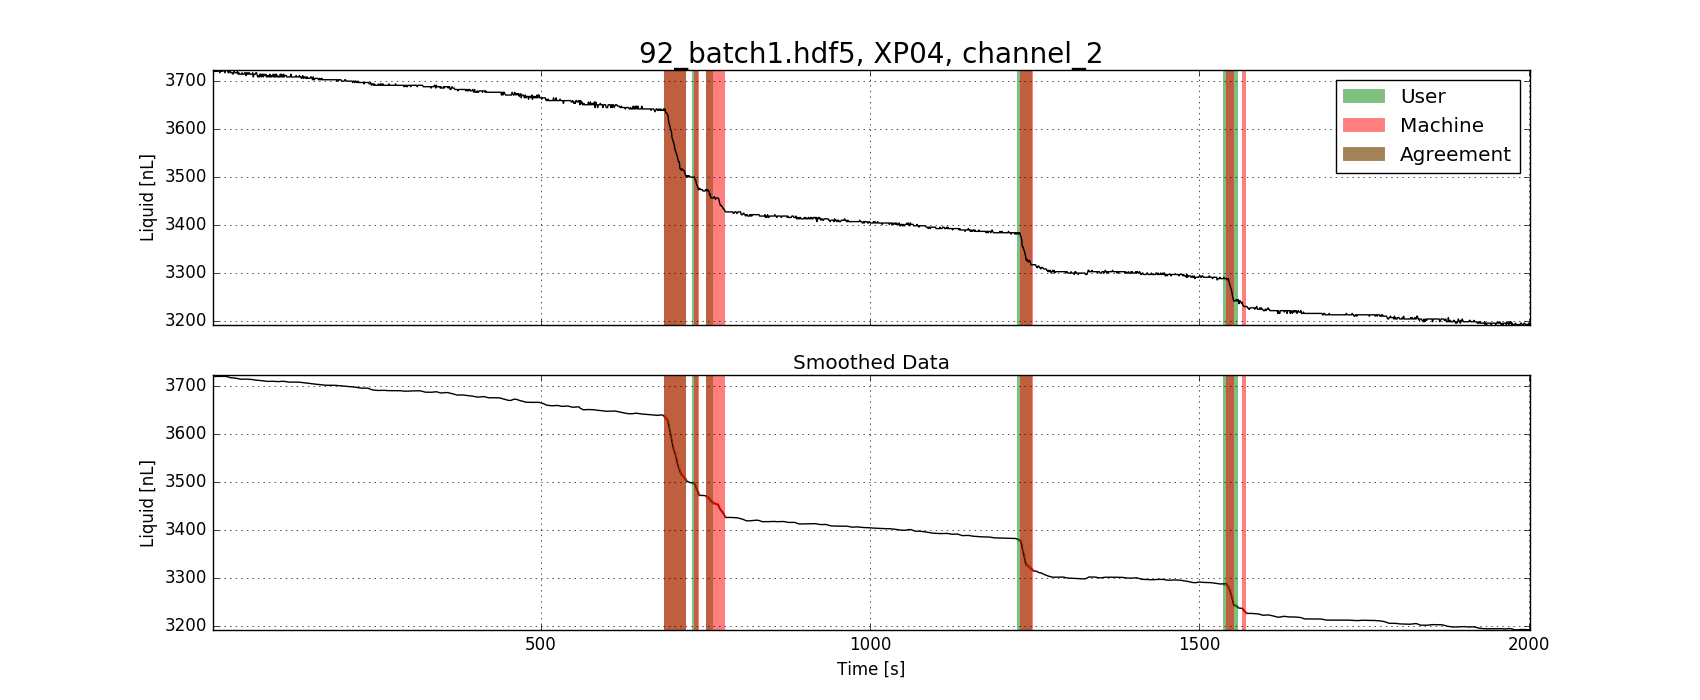 92_batch1.hdf5, XP04, channel_2
3700
3600
3500
3400
3300
3200
Liquid [nL]
User
Machine
Agreement
Smoothed Data
3700
3600
3500
3400
3300
3200
Liquid [nL]
500
1000
1500
2000
Time [s]